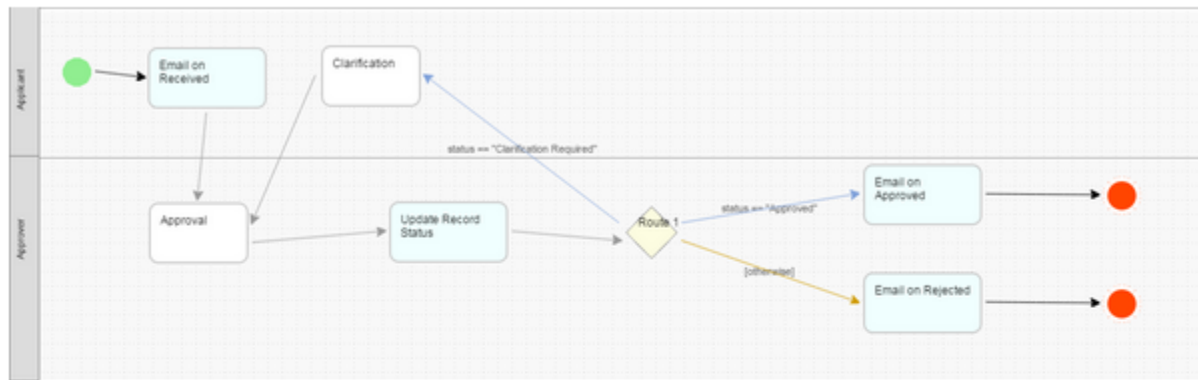 Applicant
Email on
Received
Clarification
status == "Clarification Required"
Approver
Approval
Update Record
Status
Route 1
status == "Approved"
Email on
Approved
[otherwise]
Email on Rejected